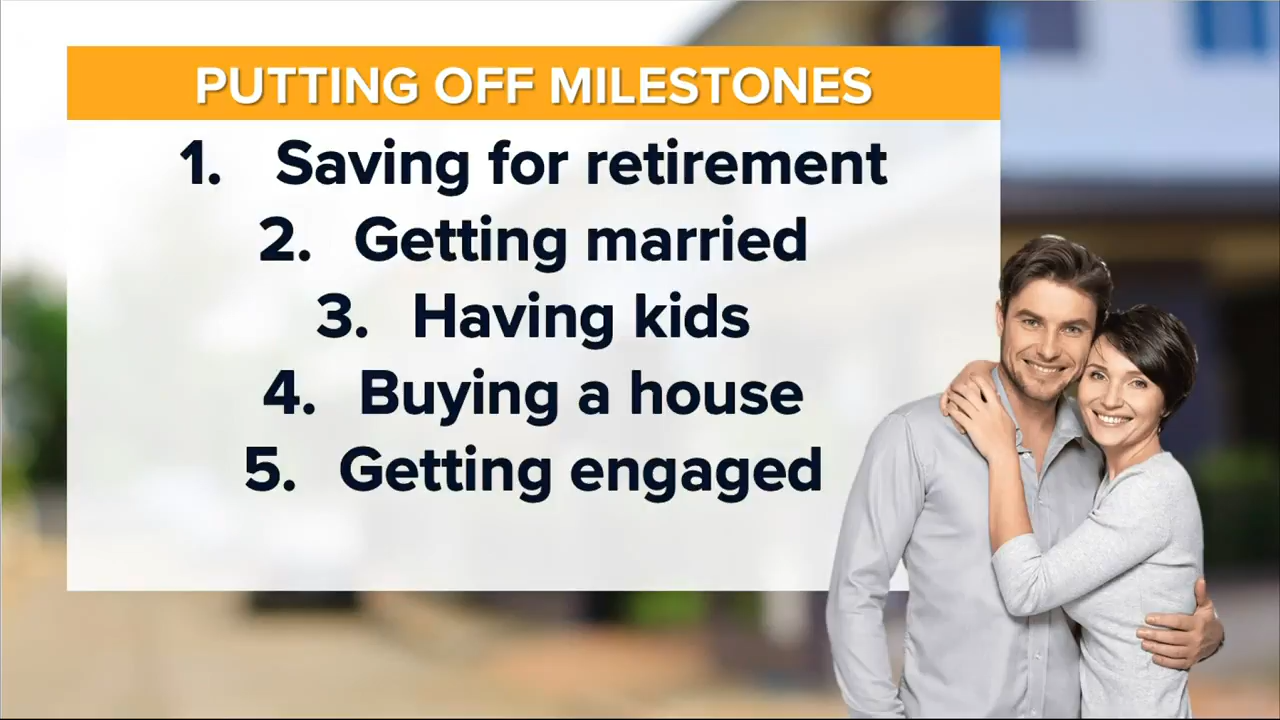 PUTTING OFF MILESTONES
1. Saving for retirement
2. Getting married
3. Having kids
4. Buying a house
5. Getting engaged